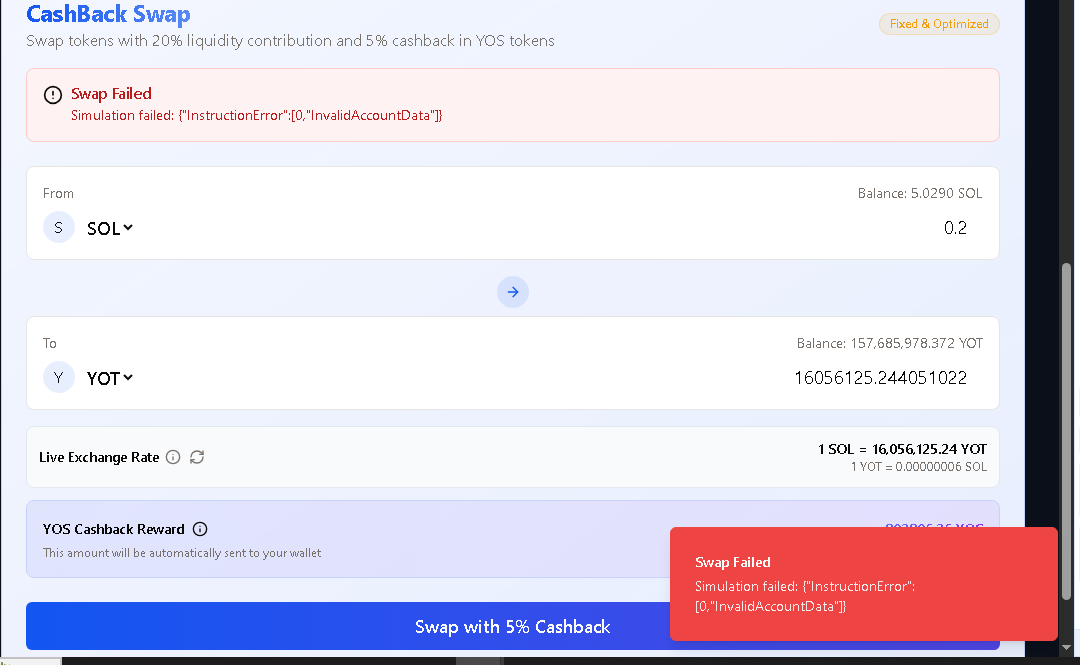 CashBack Swap
Fixed & Optimized
Swap tokens with 20% liquidity contribution and 5% cashback in YOS tokens
Swap Failed
Simulation failed: {"InstructionError":[0,"InvalidAccountData"]}
From
Balance: 5.0290 SOL
S SOL
0.2
To
Balance: 157,685,978.372 YOT
Y YOT
16056125.244051022
Live Exchange Rate
1 SOL = 16,056,125.24 YOT
1 YOT = 0.00000006 SOL
YOS Cashback Reward
This amount will be automatically sent to your wallet
Swap Failed
Simulation failed: {"InstructionError":
[0,"InvalidAccountData"]}
Swap with 5% Cashback